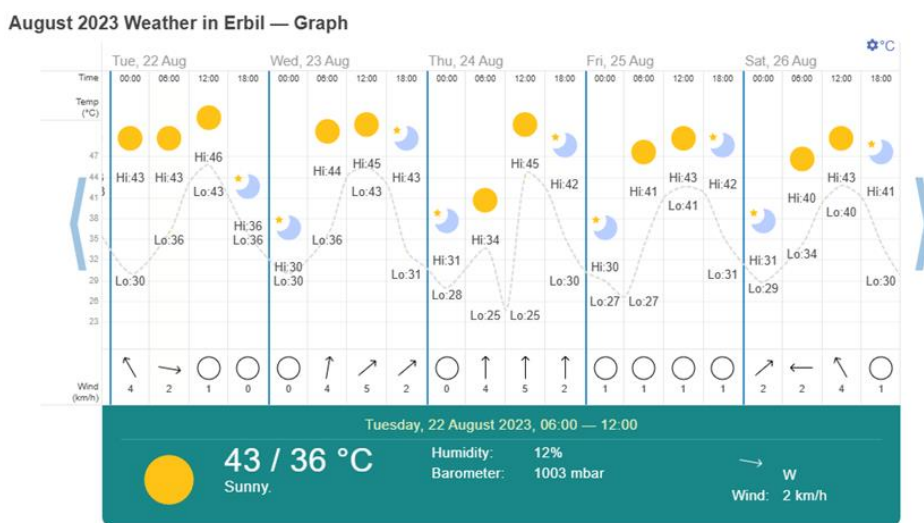 August 2023 Weather in Erbil — Graph
°C
Tue, 22 Aug Wed, 23 Aug Thu, 24 Aug Fri, 25 Aug Sat, 26 Aug
Time 00:00 06:00 12:00 18:00 00:00 06:00 12:00 18:00 00:00 06:00 12:00 18:00 00:00 06:00 12:00 18:00 00:00 06:00 12:00 18:00
Temp
(°C)
47
44
41
38
35
32
29
26
23
Hi:43 Hi:43 Hi:46 Hi:36 Hi:30 Hi:44 Hi:45 Hi:43 Hi:31 Hi:34 Hi:45 Hi:42 Hi:30 Hi:41 Hi:43 Hi:42 Hi:31 Hi:40 Hi:43 Hi:41
Lo:30 Lo:36 Lo:43 Lo:36 Lo:30 Lo:36 Lo:43 Lo:31 Lo:28 Lo:25 Lo:25 Lo:30 Lo:27 Lo:27 Lo:41 Lo:31 Lo:29 Lo:34 Lo:40 Lo:30
Wind
(km/h)
4 2 1 0 0 4 5 2 0 4 5 2 1 1 1 1 2 2 4 1
Tuesday, 22 August 2023, 06:00 — 12:00
43 / 36 °C
Sunny.
Humidity: 12%
Barometer: 1003 mbar
W
Wind: 2 km/h